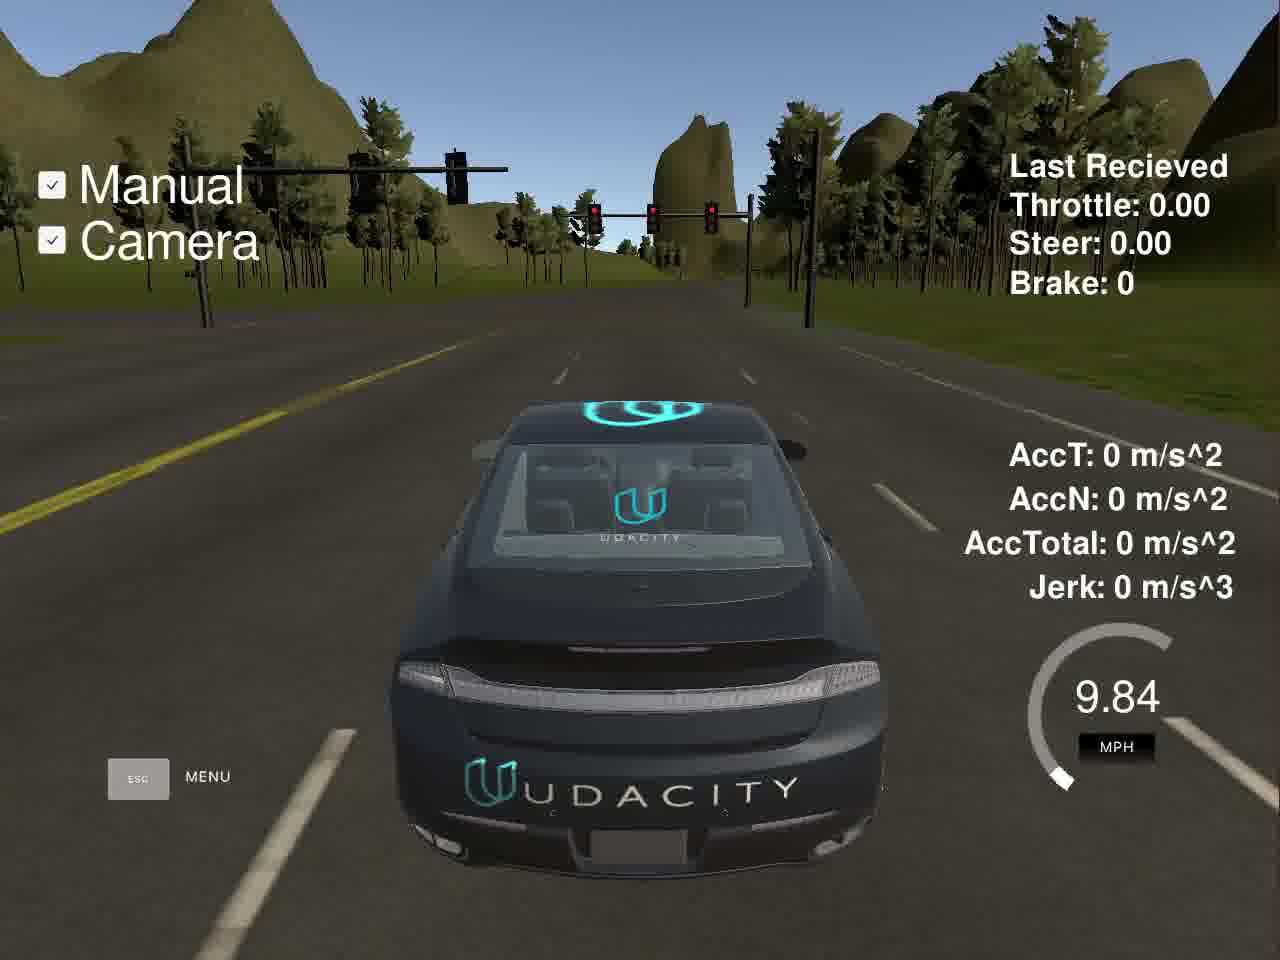 Manual
Camera
Last Recieved
Throttle: 0.00
Steer: 0.00
Brake: 0
UDACITY
AccT: 0 m/s^2
AccN: 0 m/s^2
AccTotal: 0 m/s^2
Jerk: 0 m/s^3
9.84
MPH
ESC MENU
UDACITY